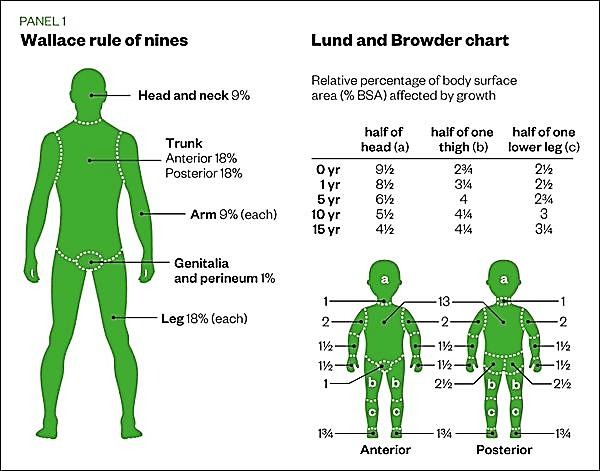 PANEL 1
Wallace rule of nines
Head and neck 9%
Trunk
Anterior 18%
Posterior 18%
Arm 9% (each)
Genitalia
and perineum 1%
Leg 18% (each)
Lund and Browder chart
Relative percentage of body surface
area (% BSA) affected by growth
half of half of one half of one
head (a) thigh (b) lower leg (c)
0 yr 9½ 2¾ 2½
1 yr 8½ 3¼ 2½
5 yr 6½ 4 2¾
10 yr 5½ 4¼ 3
15 yr 4½ 4¼ 3¼
a a
1 13 1
2 2 2
1½ 1½ 1½ 1½
1½ 1½ 1½ 1½
1 2½ 2½
b b b b
c c c c
1¾ 1¾ 1¾ 1¾
Anterior Posterior